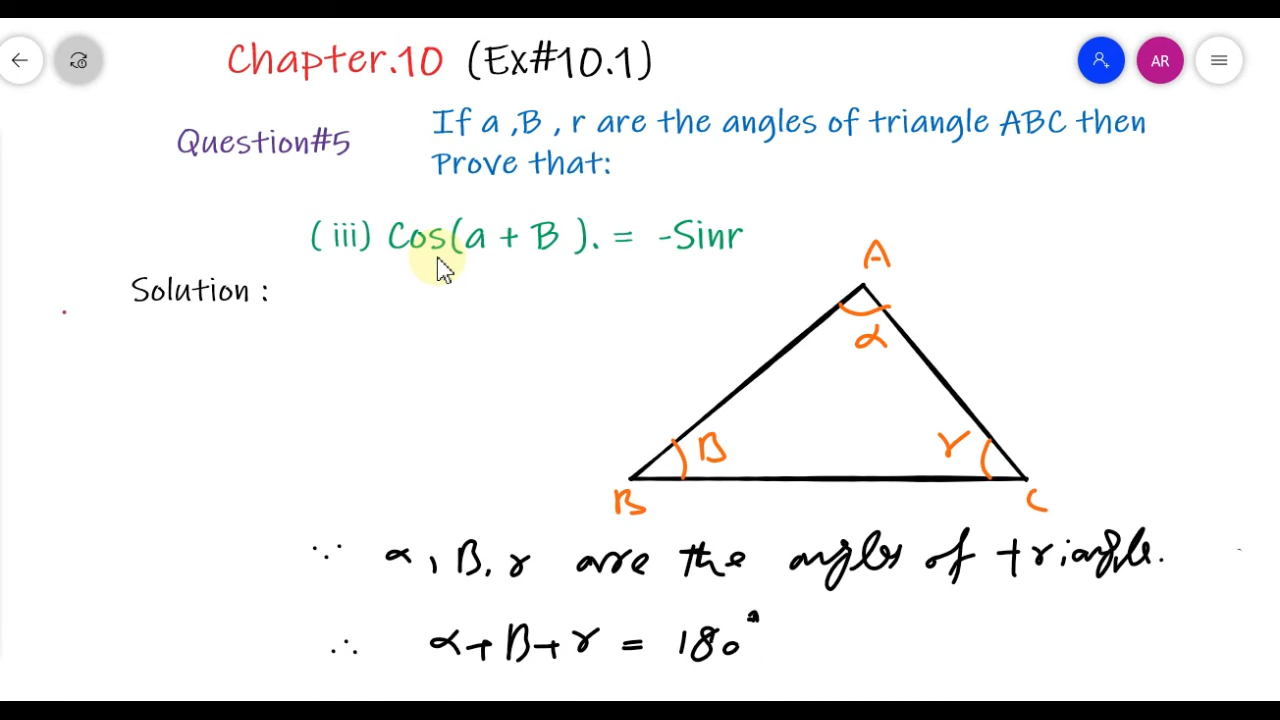 Chapter.10 (Ex#10.1)
AR
Question#5
If a ,B , r are the angles of triangle ABC then
Prove that:
(iii) Cos(a + B ). = -Sinr
Solution :
A
α
B
γ
B
C
∵ α, B, γ are the angles of triangle.
∴ α+B+γ = 180°